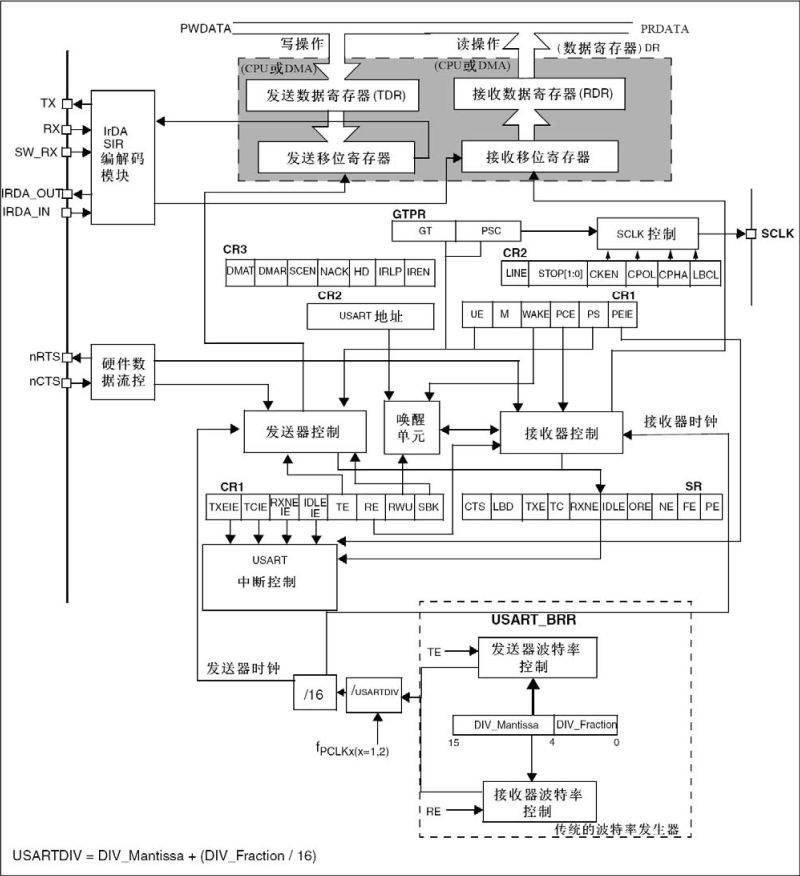 PWDATA
PRDATA
写操作
读操作
(数据寄存器) DR
(CPU或DMA)
(CPU或DMA)
TX
RX
SW_RX
IRDA_OUT
IRDA_IN
IrDA
SIR
编解码
模块
发送数据寄存器(TDR)
接收数据寄存器(RDR)
发送移位寄存器
接收移位寄存器
GTPR
GT
PSC
SCLK 控制
SCLK
CR3
DMAT
DMAR
SCEN
NACK
HD
IRLP
IREN
CR2
LINE
STOP[1:0]
CKEN
CPOL
CPHA
LBCL
CR2
USART 地址
CR1
UE
M
WAKE
PCE
PS
PEIE
nRTS
nCTS
硬件数
据流控
发送器控制
唤醒
单元
接收器控制
接收器时钟
CR1
TXEIE
TCIE
RXNE
IE
IDLE
IE
TE
RE
RWU
SBK
SR
CTS
LBD
TXE
TC
RXNE
IDLE
ORE
NE
FE
PE
USART
中断控制
USART_BRR
TE
发送器波特率
控制
发送器时钟
/16
/USARTDIV
fPCLKx(x=1,2)
DIV_Mantissa
DIV_Fraction
15
4
0
RE
接收器波特率
控制
传统的波特率发生器
USARTDIV = DIV_Mantissa + (DIV_Fraction / 16)